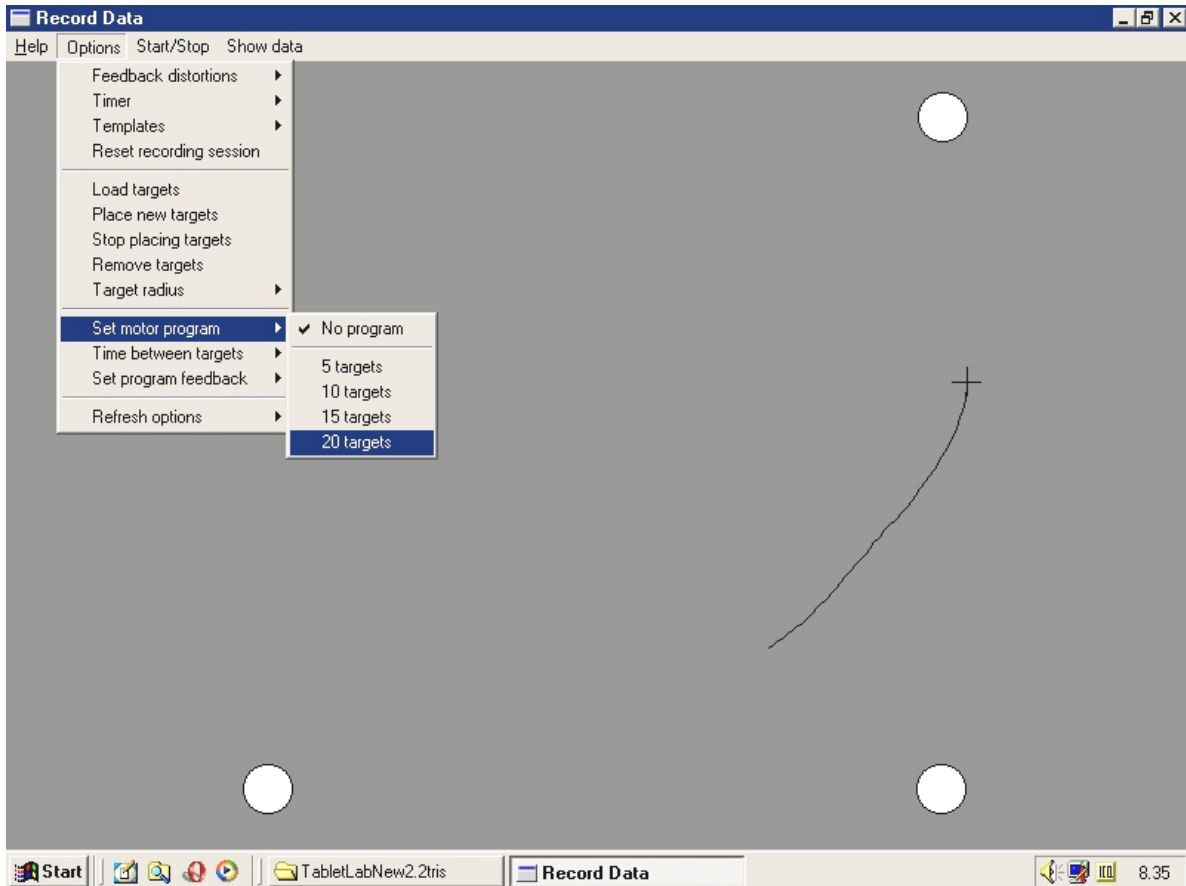 Record Data
Help Options Start/Stop Show data
Feedback distortions
Timer
Templates
Reset recording session
Load targets
Place new targets
Stop placing targets
Remove targets
Target radius
Set motor program
Time between targets
Set program feedback
Refresh options
No program
5 targets
10 targets
15 targets
20 targets
Start TabletLabNew2.2tris Record Data 8.35